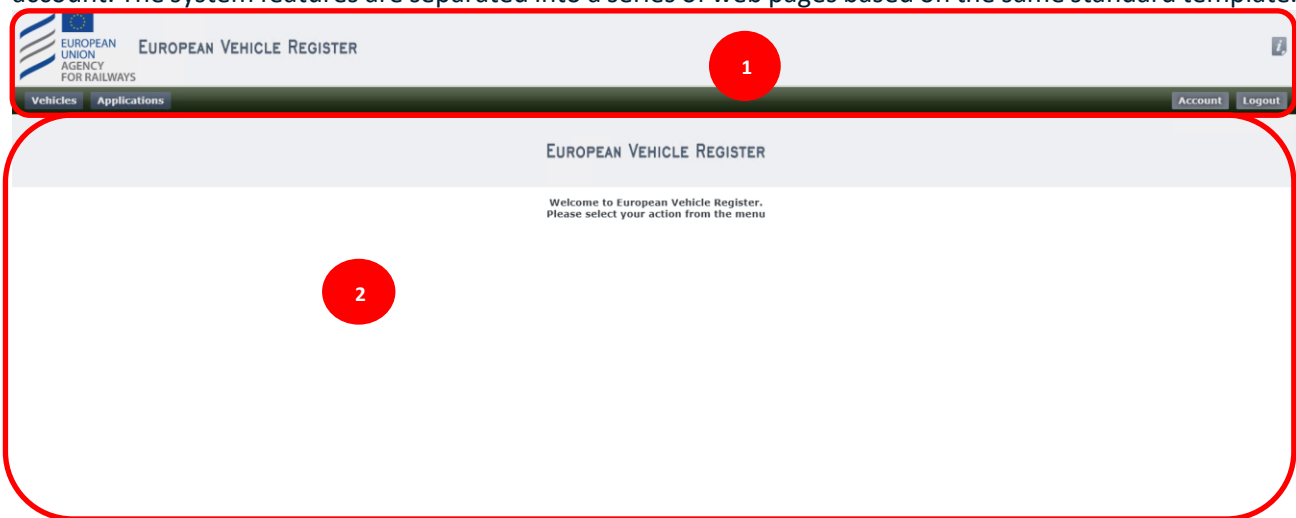 account. The system features are separated into a series of web pages based on the same standard template.
EUROPEAN
UNION
AGENCY
FOR RAILWAYS
EUROPEAN VEHICLE REGISTER
i
1
Vehicles Applications Account Logout
EUROPEAN VEHICLE REGISTER
Welcome to European Vehicle Register.
Please select your action from the menu
2